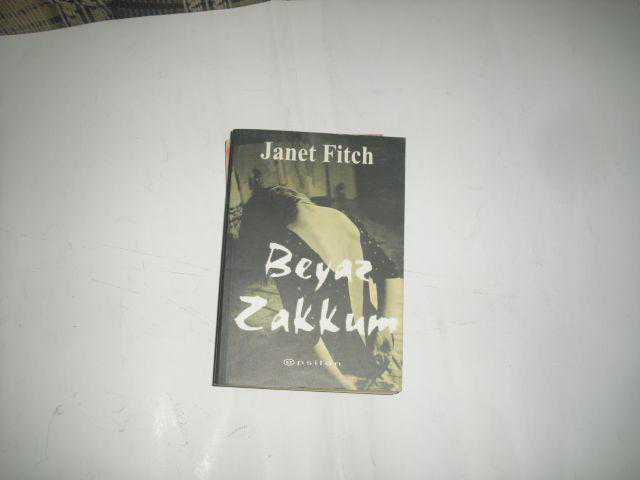 Janet Fitch
Beyaz
Zakkum
epsilon